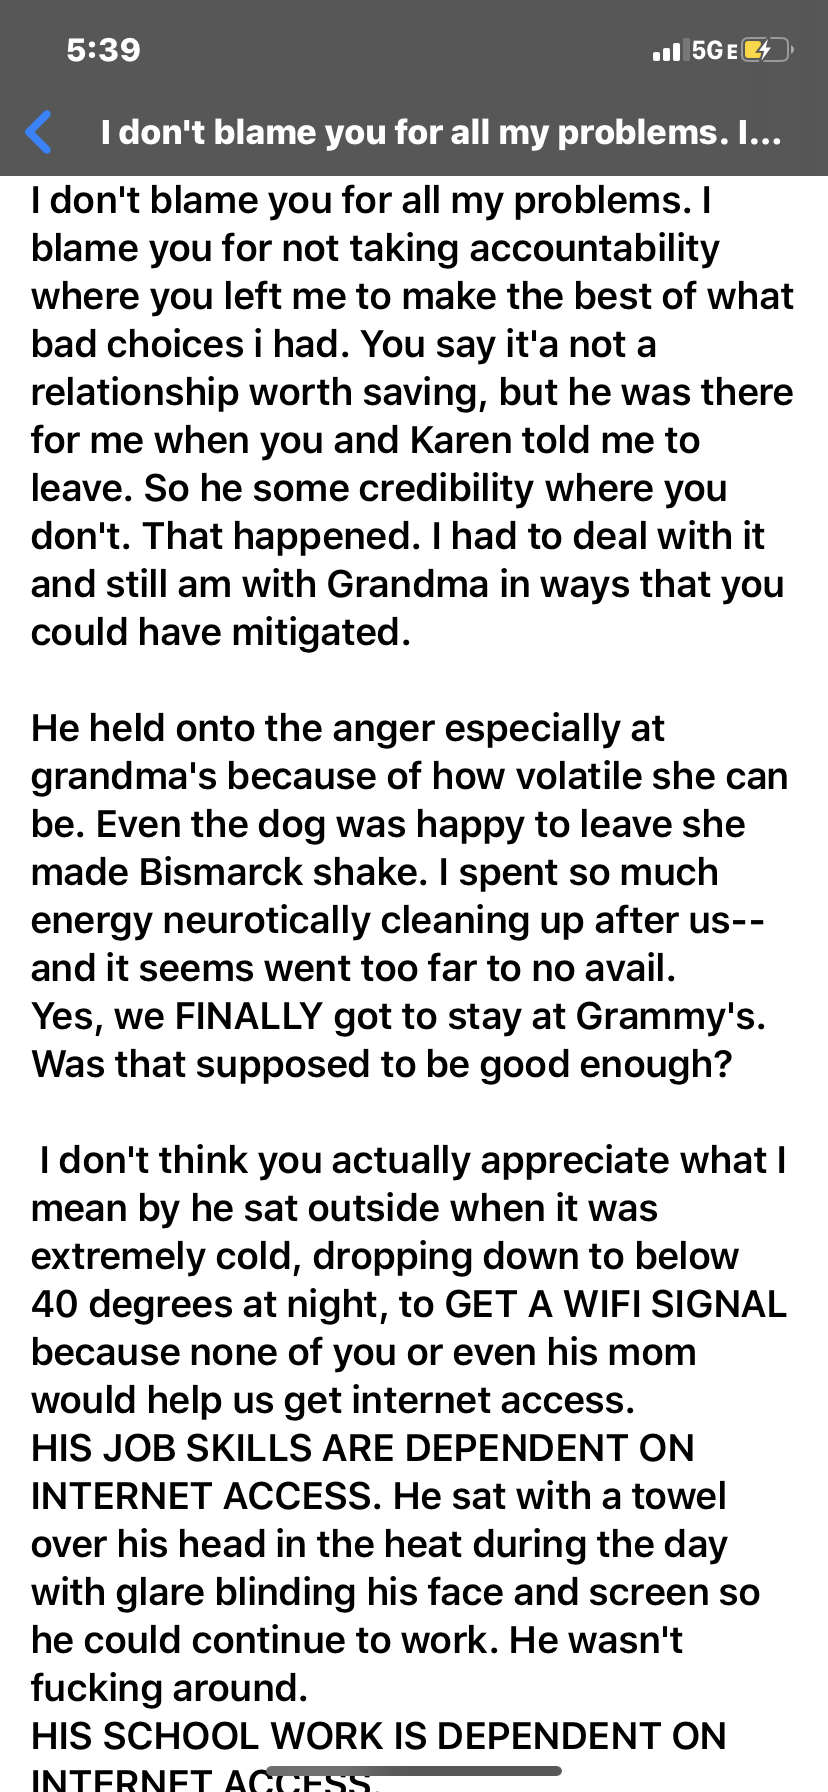 5:39
5GE
I don't blame you for all my problems. I...
I don't blame you for all my problems. I
blame you for not taking accountability
where you left me to make the best of what
bad choices i had. You say it'a not a
relationship worth saving, but he was there
for me when you and Karen told me to
leave. So he some credibility where you
don't. That happened. I had to deal with it
and still am with Grandma in ways that you
could have mitigated.
He held onto the anger especially at
grandma's because of how volatile she can
be. Even the dog was happy to leave she
made Bismarck shake. I spent so much
energy neurotically cleaning up after us--
and it seems went too far to no avail.
Yes, we FINALLY got to stay at Grammy's.
Was that supposed to be good enough?
I don't think you actually appreciate what I
mean by he sat outside when it was
extremely cold, dropping down to below
40 degrees at night, to GET A WIFI SIGNAL
because none of you or even his mom
would help us get internet access.
HIS JOB SKILLS ARE DEPENDENT ON
INTERNET ACCESS. He sat with a towel
over his head in the heat during the day
with glare blinding his face and screen so
he could continue to work. He wasn't
fucking around.
HIS SCHOOL WORK IS DEPENDENT ON
INTERNET ACCESS.